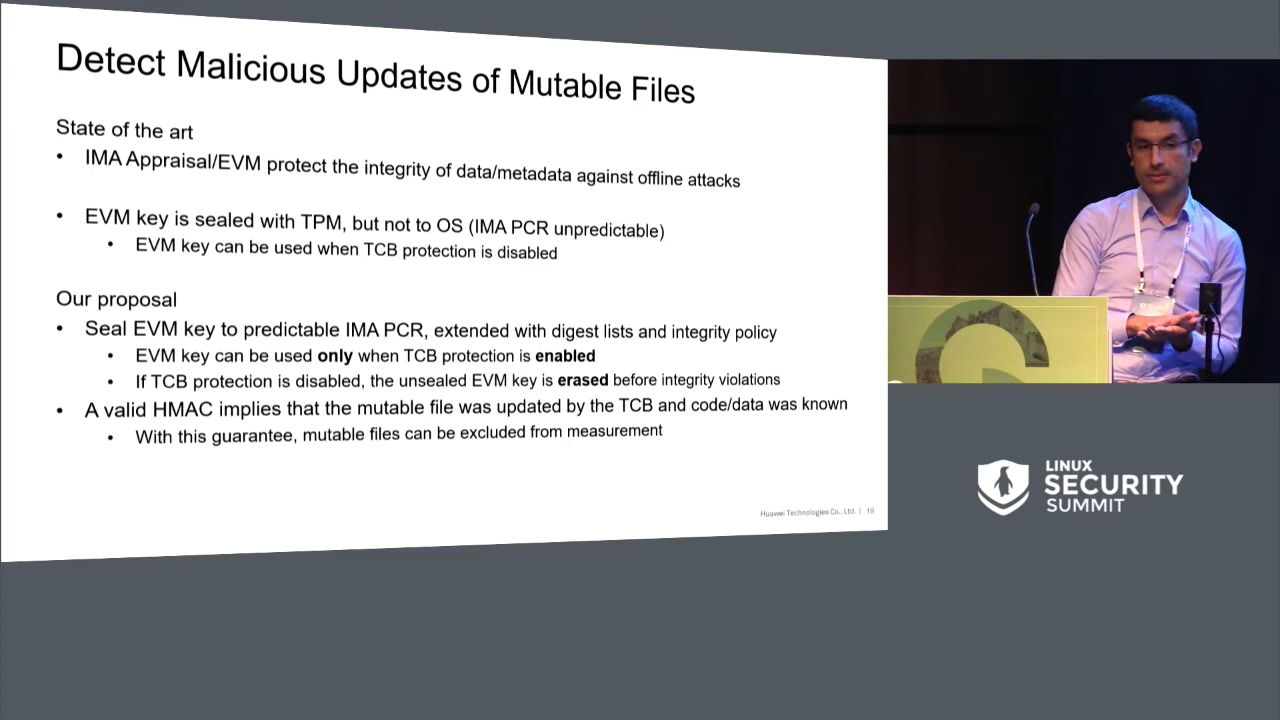 Detect Malicious Updates of Mutable Files
State of the art
• IMA Appraisal/EVM protect the integrity of data/metadata against offline attacks
• EVM key is sealed with TPM, but not to OS (IMA PCR unpredictable)
• EVM key can be used when TCB protection is disabled
Our proposal
• Seal EVM key to predictable IMA PCR, extended with digest lists and integrity policy
• EVM key can be used only when TCB protection is enabled
• If TCB protection is disabled, the unsealed EVM key is erased before integrity violations
• A valid HMAC implies that the mutable file was updated by the TCB and code/data was known
• With this guarantee, mutable files can be excluded from measurement
Huawei Technologies Co., Ltd. | 19
LINUX
SECURITY
SUMMIT